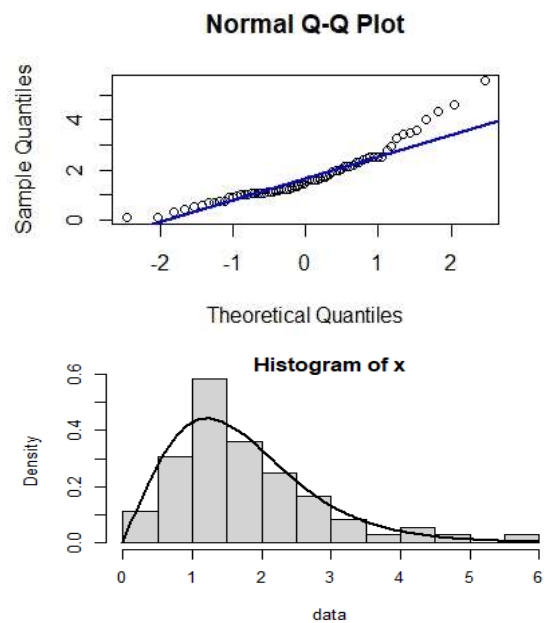 Normal Q-Q Plot
Sample Quantiles
4
2
0
-2 -1 0 1 2
Theoretical Quantiles
Histogram of x
Density
0.6
0.4
0.2
0.0
0 1 2 3 4 5 6
data